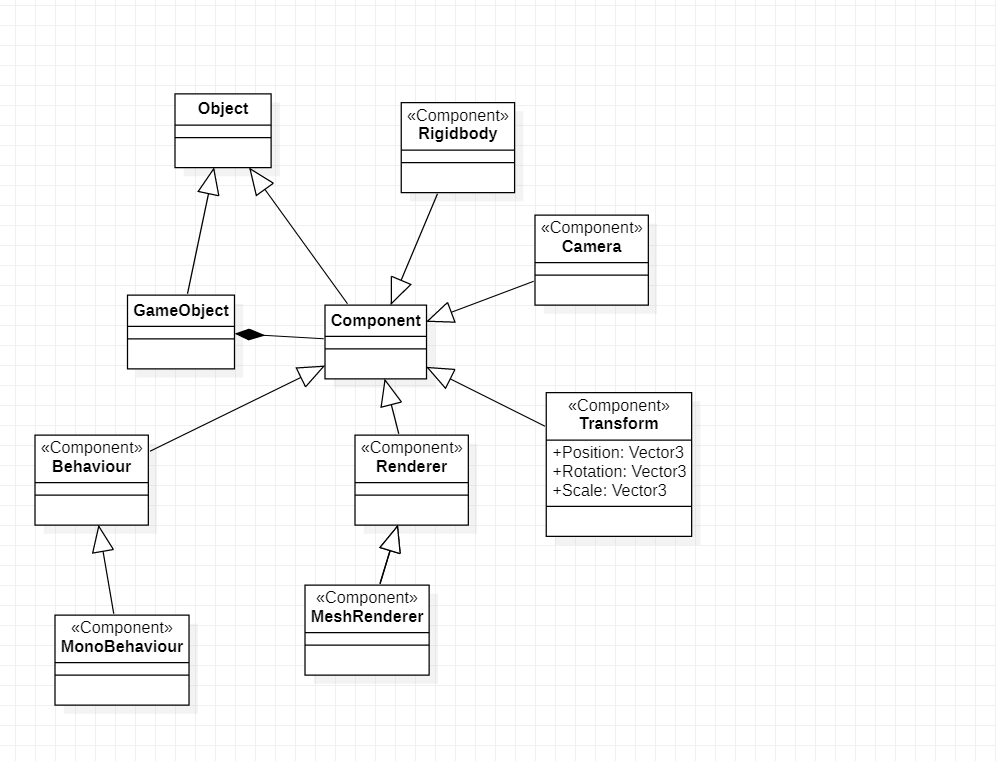 Object
«Component»
Rigidbody
«Component»
Camera
GameObject
Component
«Component»
Transform
+Position: Vector3
+Rotation: Vector3
+Scale: Vector3
«Component»
Behaviour
«Component»
Renderer
«Component»
MeshRenderer
«Component»
MonoBehaviour